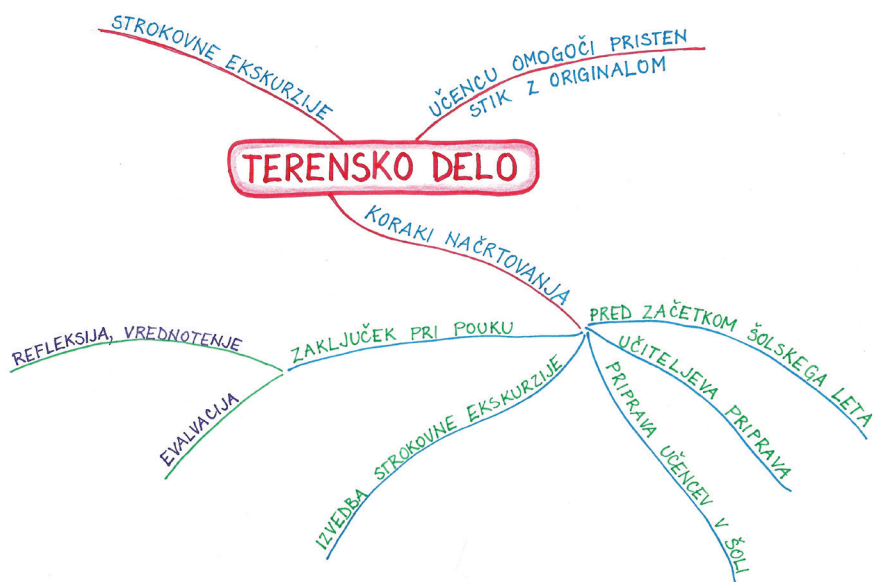 STROKOVNE EKSKURZIJE
UČENCU OMOGOČI PRISTEN
STIK Z ORIGINALOM
TERENSKO DELO
KORAKI NAČRTOVANJA
PRED ZAČETKOM ŠOLSKEGA LETA
UČITELJEVA PRIPRAVA
PRIPRAVA UČENCEV V ŠOLI
IZVEDBA STROKOVNE EKSKURZIJE
ZAKLJUČEK PRI POUKU
REFLEKSIJA, VREDNOTENJE
EVALVACIJA